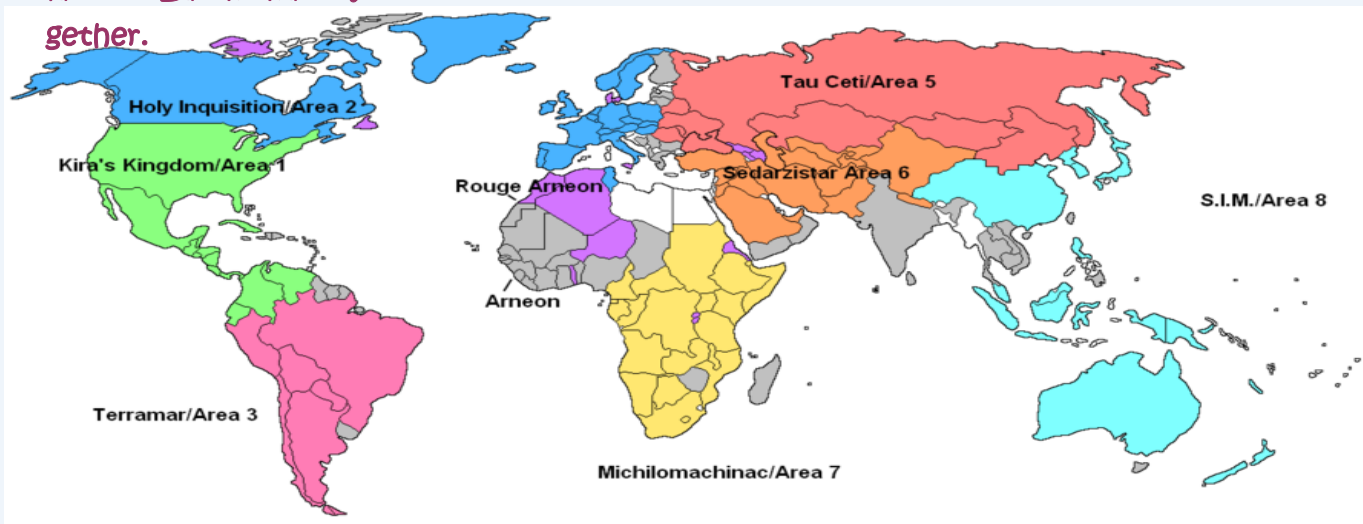 gether.
Tau Ceti/Area 5
Holy Inquisition/Area 2
Kira's Kingdom/Area 1
Sedarzistar Area 6
Rouge Arneon
S.I.M./Area 8
Arneon
Terramar/Area 3
Michilomachinac/Area 7